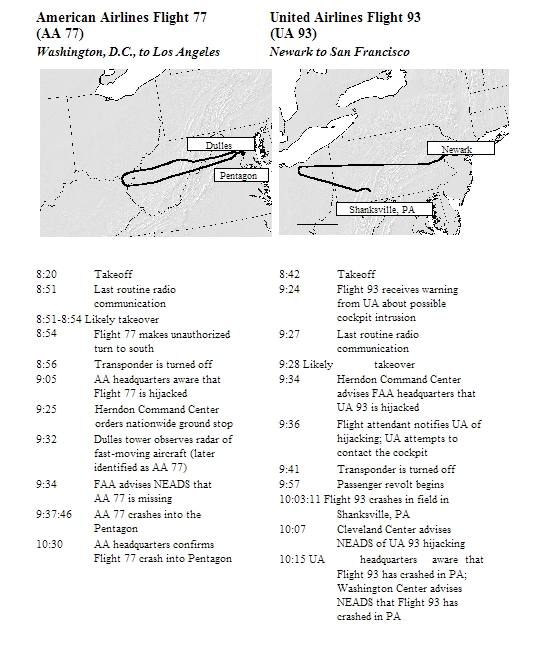 American Airlines Flight 77
(AA 77)
Washington, D.C., to Los Angeles
Dulles
Pentagon
8:20 Takeoff
8:51 Last routine radio
communication
8:51-8:54 Likely takeover
8:54 Flight 77 makes unauthorized
turn to south
8:56 Transponder is turned off
9:05 AA headquarters aware that
Flight 77 is hijacked
9:25 Herndon Command Center
orders nationwide ground stop
9:32 Dulles tower observes radar of
fast-moving aircraft (later
identified as AA 77)
9:34 FAA advises NEADS that
AA 77 is missing
9:37:46 AA 77 crashes into the
Pentagon
10:30 AA headquarters confirms
Flight 77 crash into Pentagon
United Airlines Flight 93
(UA 93)
Newark to San Francisco
Newark
Shanksville, PA
8:42 Takeoff
9:24 Flight 93 receives warning
from UA about possible
cockpit intrusion
9:27 Last routine radio
communication
9:28 Likely takeover
9:34 Herndon Command Center
advises FAA headquarters that
UA 93 is hijacked
9:36 Flight attendant notifies UA of
hijacking; UA attempts to
contact the cockpit
9:41 Transponder is turned off
9:57 Passenger revolt begins
10:03:11 Flight 93 crashes in field in
Shanksville, PA
10:07 Cleveland Center advises
NEADS of UA 93 hijacking
10:15 UA headquarters aware that
Flight 93 has crashed in PA;
Washington Center advises
NEADS that Flight 93 has
crashed in PA